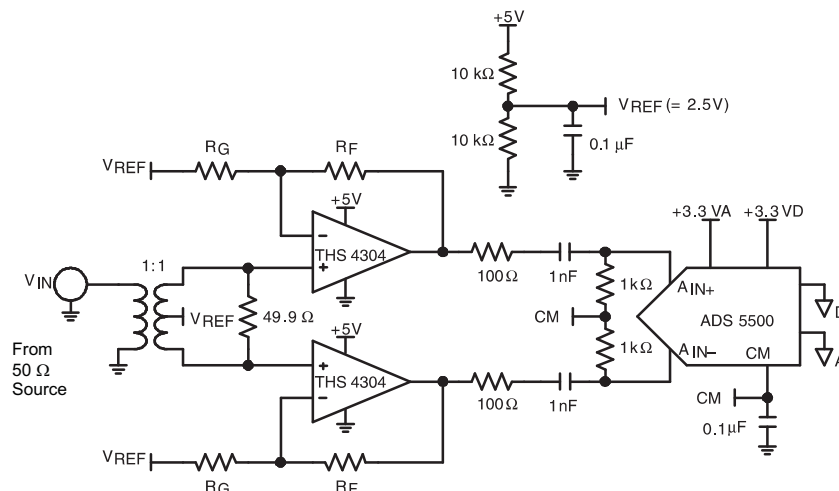 +5V
10 kΩ
VREF (= 2.5V)
10 kΩ
0.1 µF
RG
RF
VREF
+5V
+3.3 VA
+3.3 VD
THS 4304
1:1
VIN
100Ω
1nF
1kΩ
AIN+
VREF
49.9 Ω
CM
ADS 5500
D
+5V
1kΩ
From
50 Ω
Source
AIN−
CM
A
THS 4304
100Ω
1nF
CM
0.1µF
VREF
RG
RF